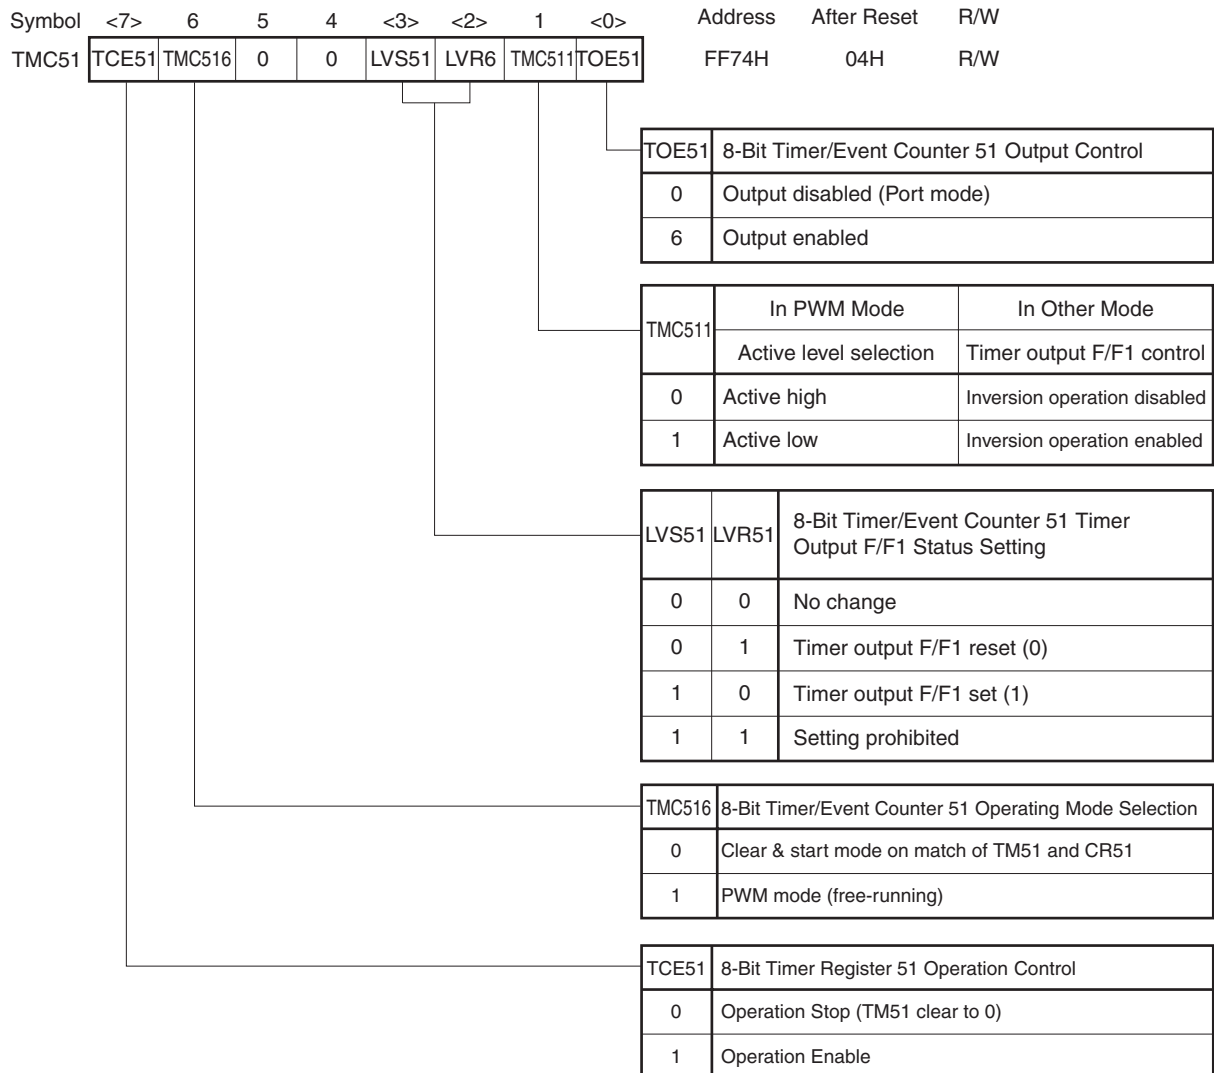 Symbol <7> 6 5 4 <3> <2> 1 <0> Address After Reset R/W
TMC51 TCE51 TMC516 0 0 LVS51 LVR6 TMC511 TOE51 FF74H 04H R/W
TOE51 8-Bit Timer/Event Counter 51 Output Control
0 Output disabled (Port mode)
6 Output enabled
TMC511 In PWM Mode In Other Mode
Active level selection Timer output F/F1 control
0 Active high Inversion operation disabled
1 Active low Inversion operation enabled
LVS51 LVR51 8-Bit Timer/Event Counter 51 Timer
Output F/F1 Status Setting
0 0 No change
0 1 Timer output F/F1 reset (0)
1 0 Timer output F/F1 set (1)
1 1 Setting prohibited
TMC516 8-Bit Timer/Event Counter 51 Operating Mode Selection
0 Clear & start mode on match of TM51 and CR51
1 PWM mode (free-running)
TCE51 8-Bit Timer Register 51 Operation Control
0 Operation Stop (TM51 clear to 0)
1 Operation Enable